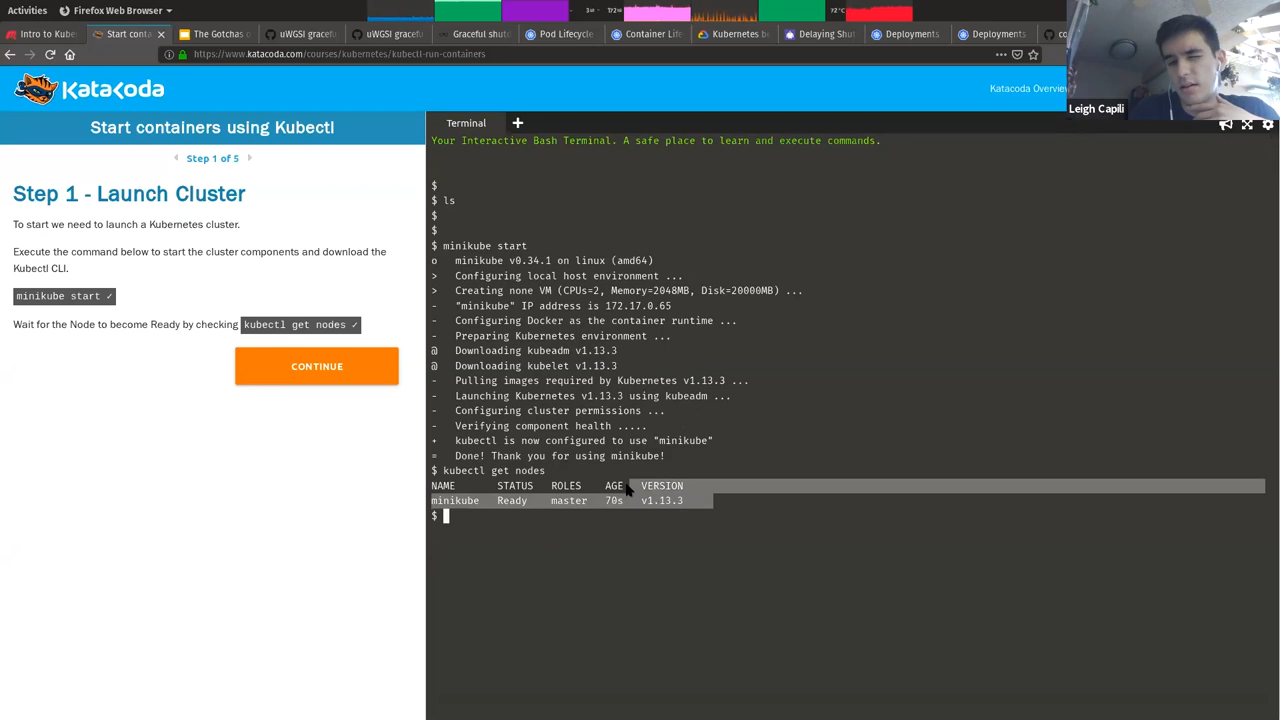 Activities
Firefox Web Browser
72°C
Intro to Kube
Start conta
The Gotchas o
uWGSI gracefu
uWGSI gracefu
Graceful shut
Pod Lifecycle
Container Life
Kubernetes be
Delaying Shut
Deployments
Deployments
https://www.katacoda.com/courses/kubernetes/kubectl-run-containers
Katacoda
Katacoda Overview
Leigh Capili
Start containers using Kubectl
Step 1 of 5
Step 1 - Launch Cluster
To start we need to launch a Kubernetes cluster.
Execute the command below to start the cluster components and download the
Kubectl CLI.
minikube start ✓
Wait for the Node to become Ready by checking kubectl get nodes ✓
CONTINUE
Terminal
Your Interactive Bash Terminal. A safe place to learn and execute commands.
$
$ ls
$
$
$ minikube start
o minikube v0.34.1 on linux (amd64)
> Configuring local host environment ...
> Creating none VM (CPUs=2, Memory=2048MB, Disk=20000MB) ...
- "minikube" IP address is 172.17.0.65
- Configuring Docker as the container runtime ...
- Preparing Kubernetes environment ...
@ Downloading kubeadm v1.13.3
@ Downloading kubelet v1.13.3
- Pulling images required by Kubernetes v1.13.3 ...
- Launching Kubernetes v1.13.3 using kubeadm ...
- Configuring cluster permissions ...
- Verifying component health .....
+ kubectl is now configured to use "minikube"
= Done! Thank you for using minikube!
$ kubectl get nodes
NAME STATUS ROLES AGE VERSION
minikube Ready master 70s v1.13.3
$